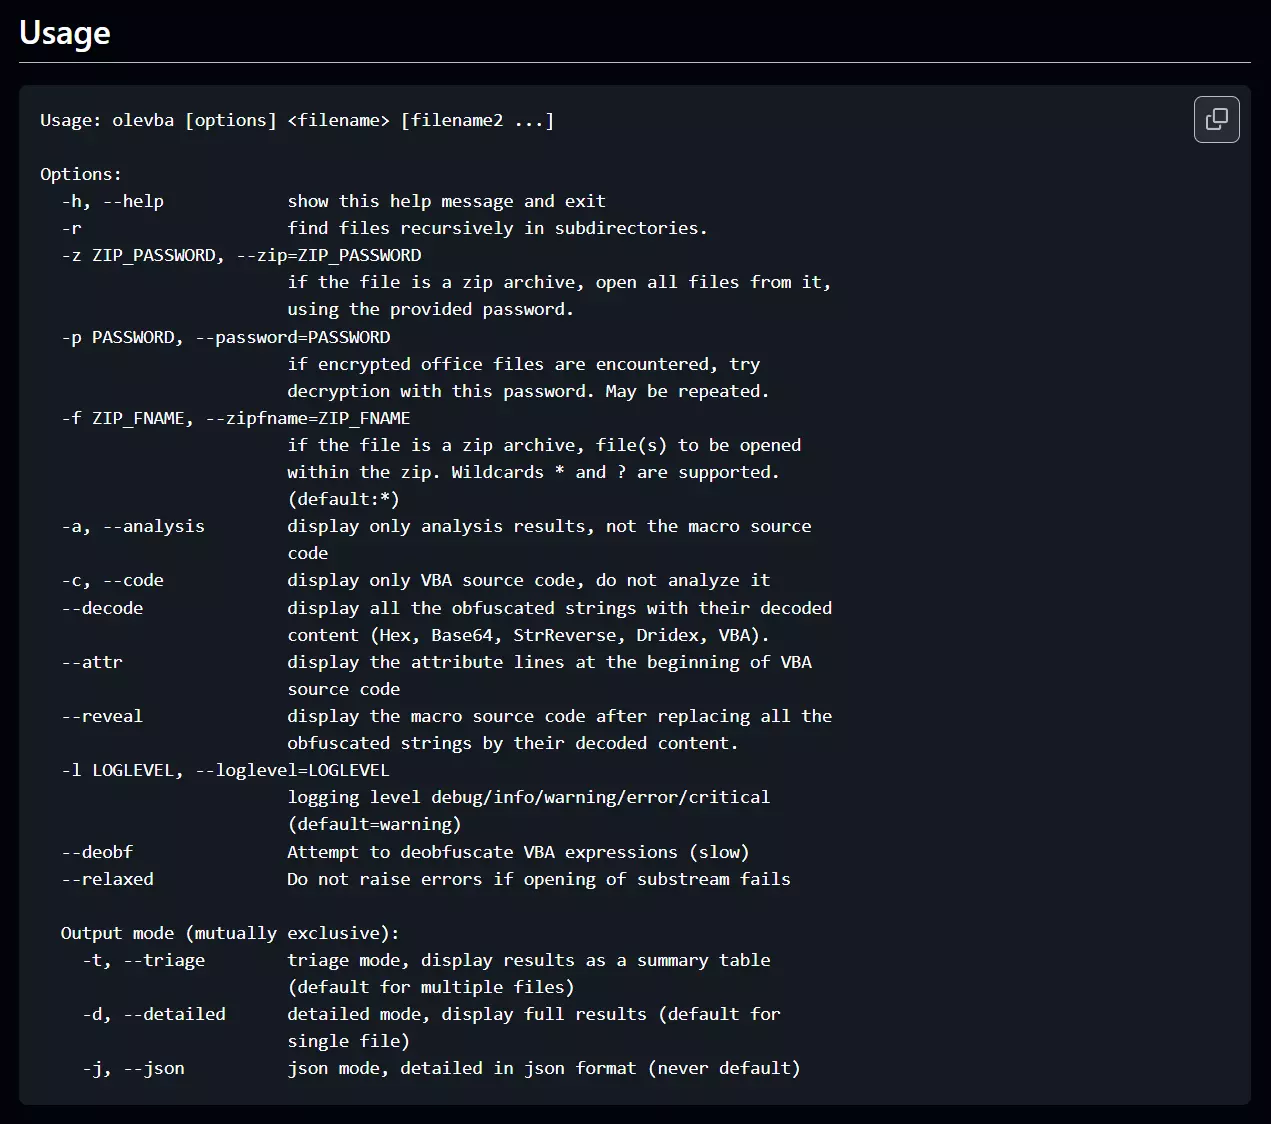 Usage
Usage: olevba [options] <filename> [filename2 ...]
Options:
-h, --help show this help message and exit
-r find files recursively in subdirectories.
-z ZIP_PASSWORD, --zip=ZIP_PASSWORD
if the file is a zip archive, open all files from it,
using the provided password.
-p PASSWORD, --password=PASSWORD
if encrypted office files are encountered, try
decryption with this password. May be repeated.
-f ZIP_FNAME, --zipfname=ZIP_FNAME
if the file is a zip archive, file(s) to be opened
within the zip. Wildcards * and ? are supported.
(default:*)
-a, --analysis display only analysis results, not the macro source
code
-c, --code display only VBA source code, do not analyze it
--decode display all the obfuscated strings with their decoded
content (Hex, Base64, StrReverse, Dridex, VBA).
--attr display the attribute lines at the beginning of VBA
source code
--reveal display the macro source code after replacing all the
obfuscated strings by their decoded content.
-l LOGLEVEL, --loglevel=LOGLEVEL
logging level debug/info/warning/error/critical
(default=warning)
--deobf Attempt to deobfuscate VBA expressions (slow)
--relaxed Do not raise errors if opening of substream fails
Output mode (mutually exclusive):
-t, --triage triage mode, display results as a summary table
(default for multiple files)
-d, --detailed detailed mode, display full results (default for
single file)
-j, --json json mode, detailed in json format (never default)